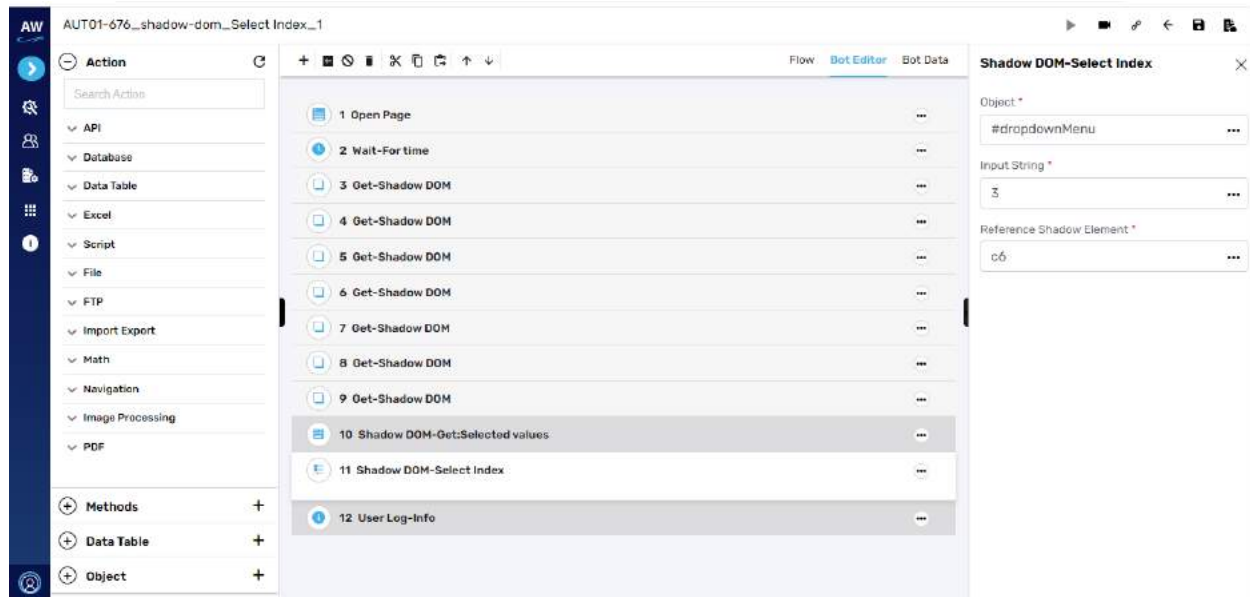 AW
AUT01-676_shadow-dom_Select Index_1
Action
Search Action
API
Database
Data Table
Excel
Script
File
FTP
Import Export
Math
Navigation
Image Processing
PDF
Methods
Data Table
Object
Flow Bot Editor Bot Data
1 Open Page
2 Wait-For time
3 Get-Shadow DOM
4 Get-Shadow DOM
5 Get-Shadow DOM
6 Get-Shadow DOM
7 Get-Shadow DOM
8 Get-Shadow DOM
9 Get-Shadow DOM
10 Shadow DOM-Get:Selected values
11 Shadow DOM-Select Index
12 User Log-Info
Shadow DOM-Select Index
Object *
#dropdownMenu
Input String *
3
Reference Shadow Element *
c6